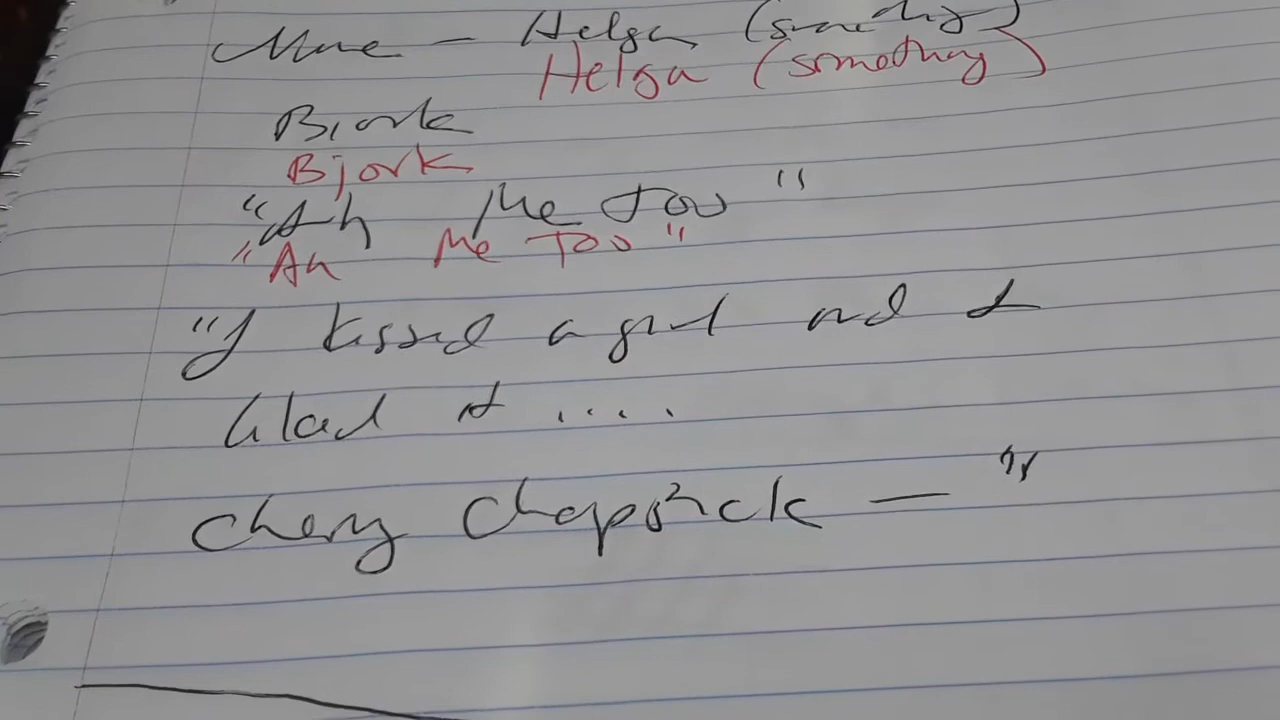 — Helga (something)
Helga (something)
Bjork
Bjork
"Ah Me Too"
"Ah Me Too"
"I kissed a girl and I
liked it ....
Cherry Chapstick — "